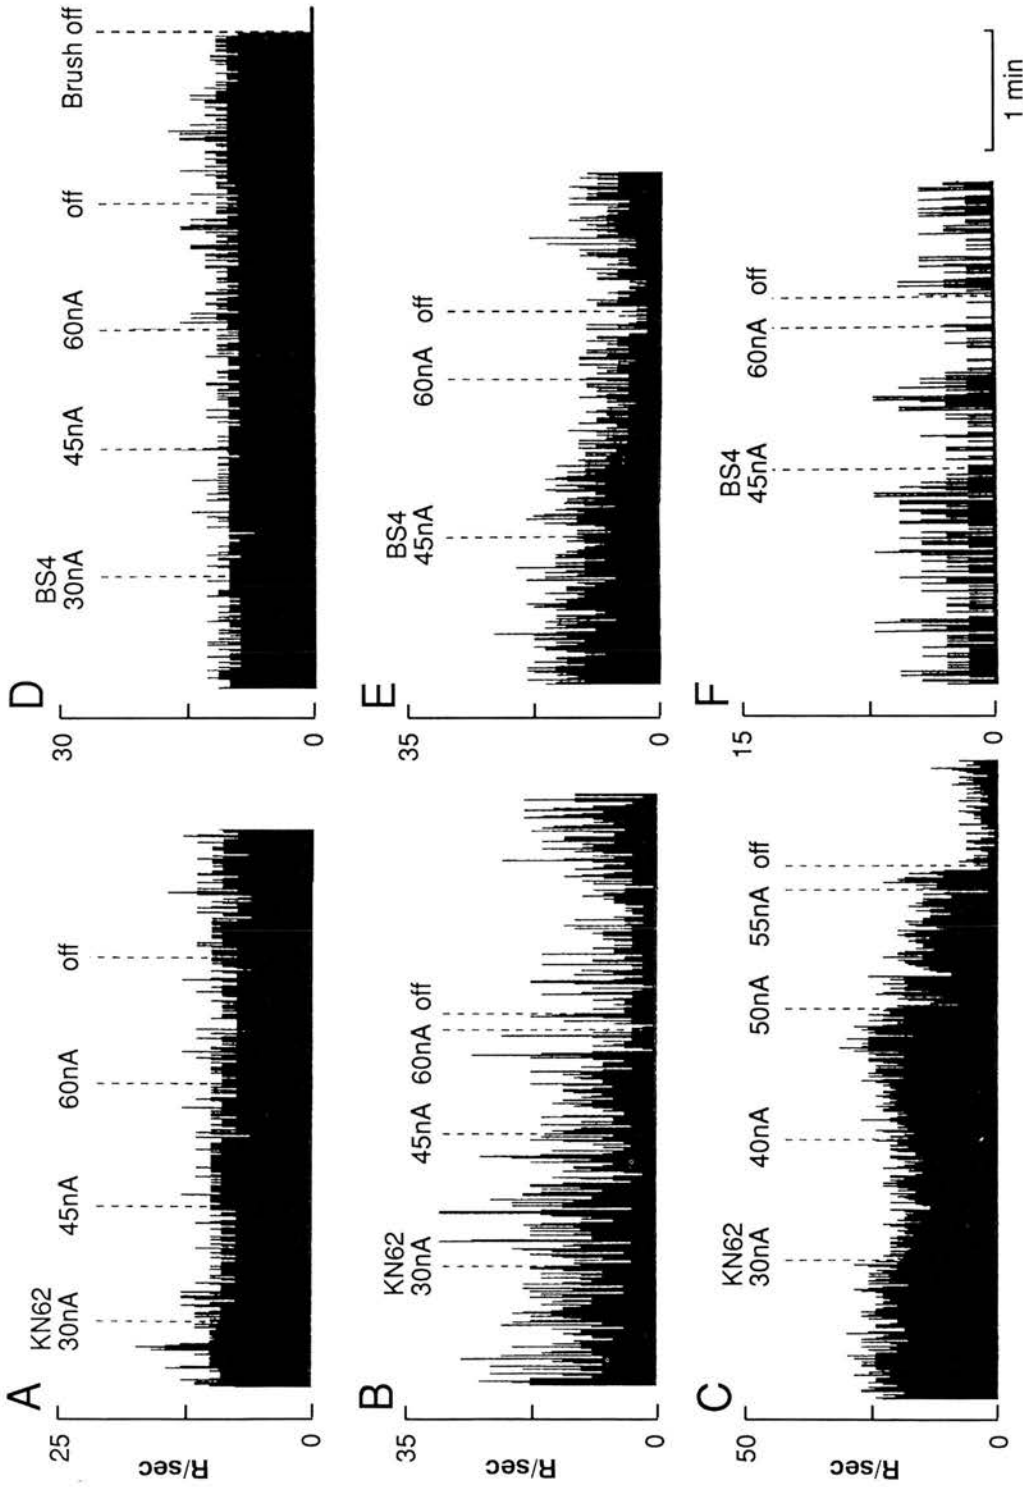 A
25
0
R/sec
KN62
30nA
45nA
60nA
off
B
35
0
R/sec
KN62
30nA
45nA
60nA
off
C
50
0
R/sec
KN62
30nA
40nA
50nA
55nA
off
D
30
0
BS4
30nA
45nA
60nA
off
Brush off
E
35
0
BS4
45nA
60nA
off
F
15
0
BS4
45nA
60nA
off
1 min